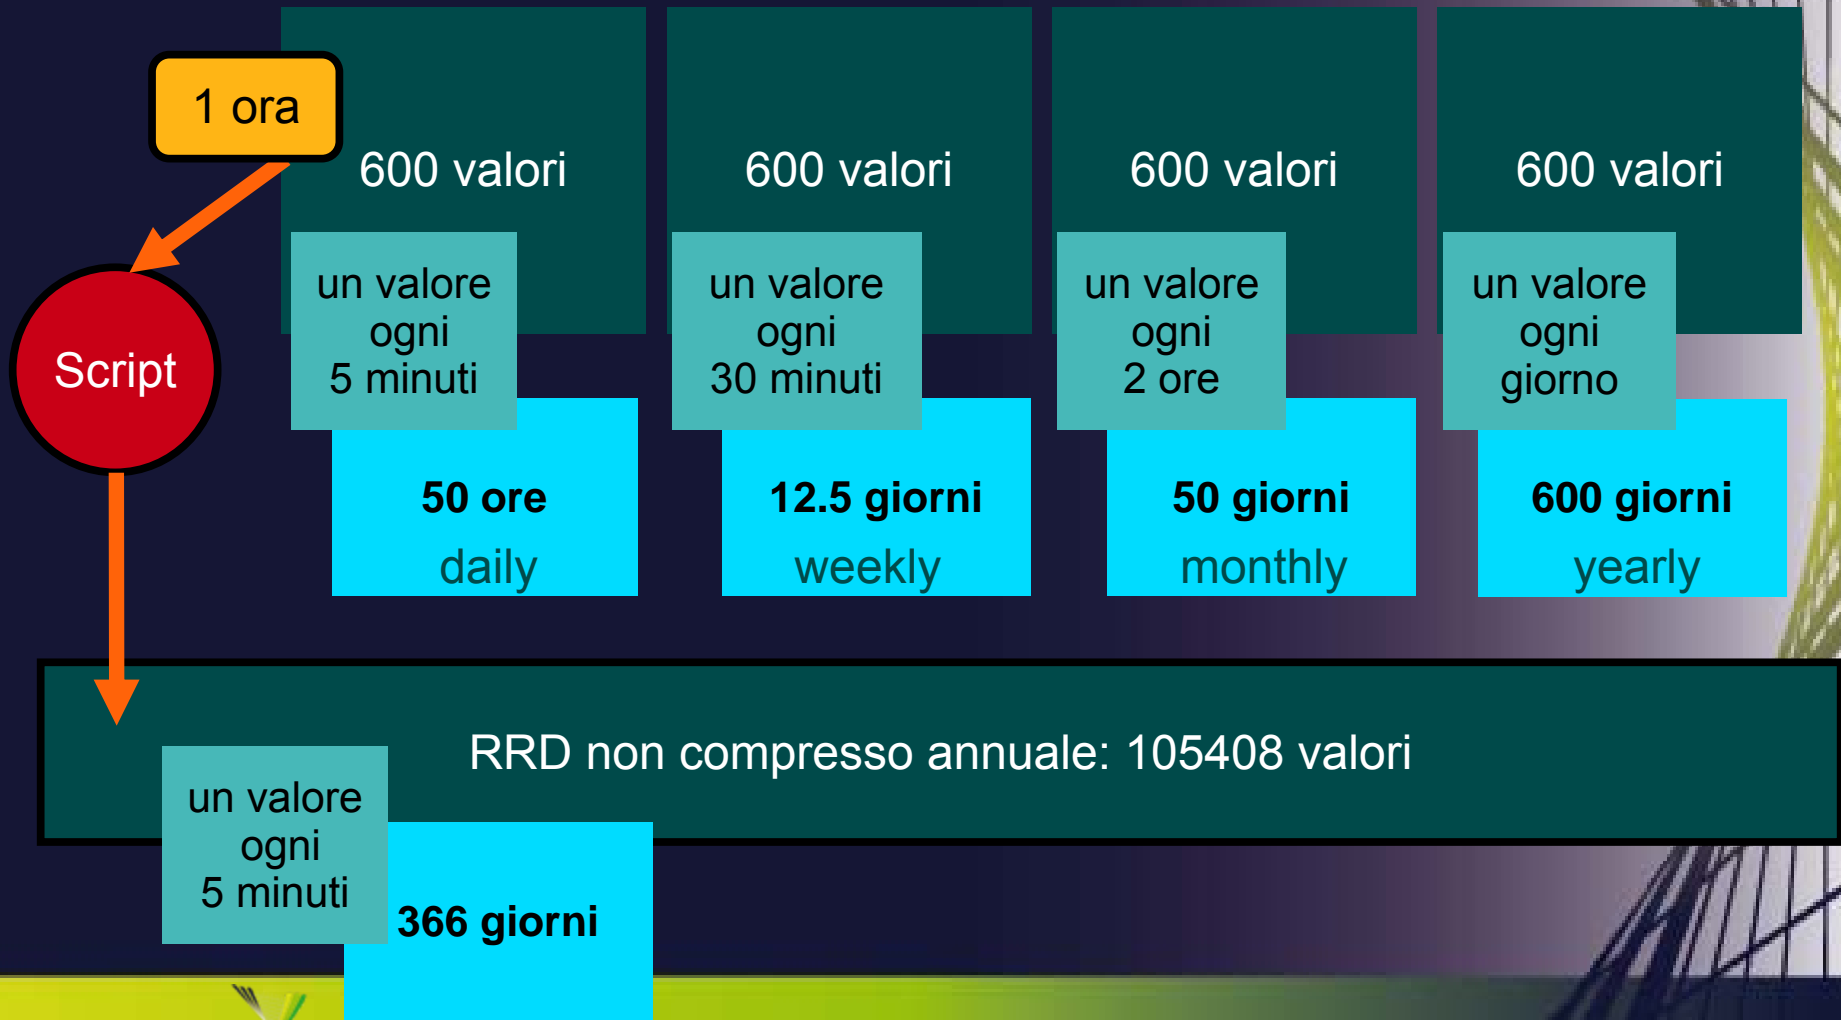 1 ora
600 valori
600 valori
600 valori
600 valori
un valore
ogni
5 minuti
un valore
ogni
30 minuti
un valore
ogni
2 ore
un valore
ogni
giorno
Script
50 ore
daily
12.5 giorni
weekly
50 giorni
monthly
600 giorni
yearly
RRD non compresso annuale: 105408 valori
un valore
ogni
5 minuti
366 giorni